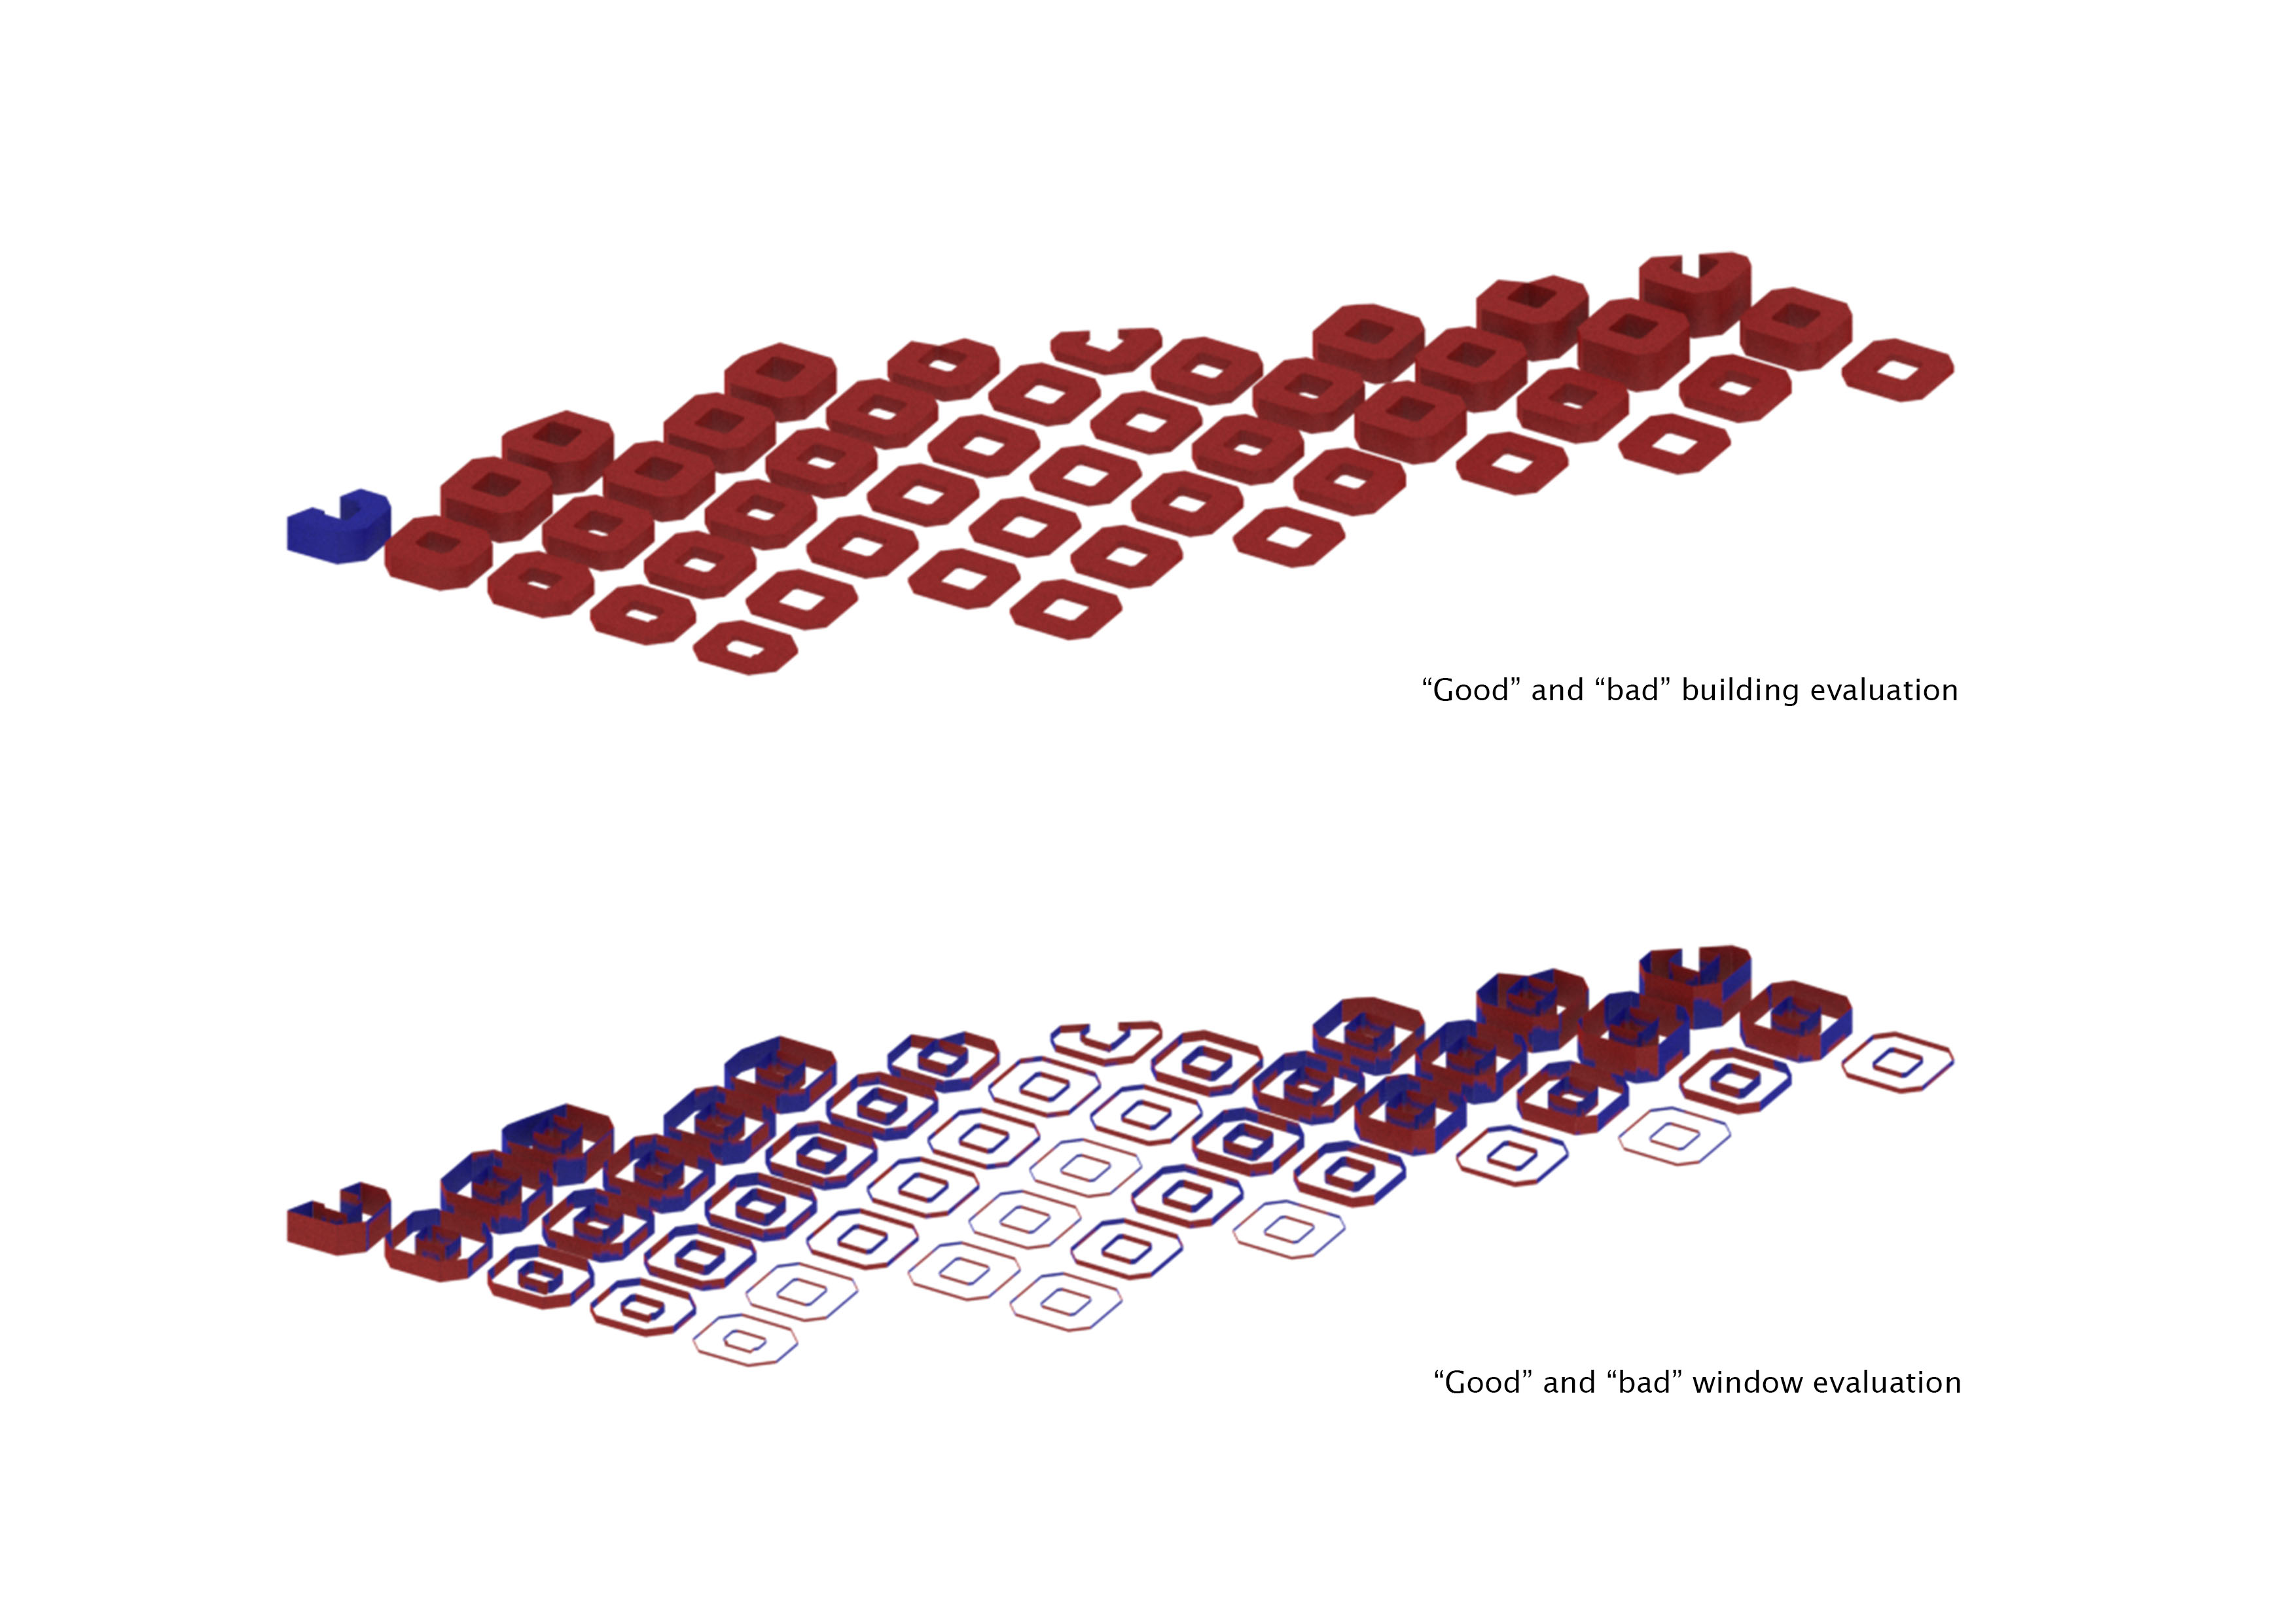 “Good” and “bad” building evaluation
“Good” and “bad” window evaluation